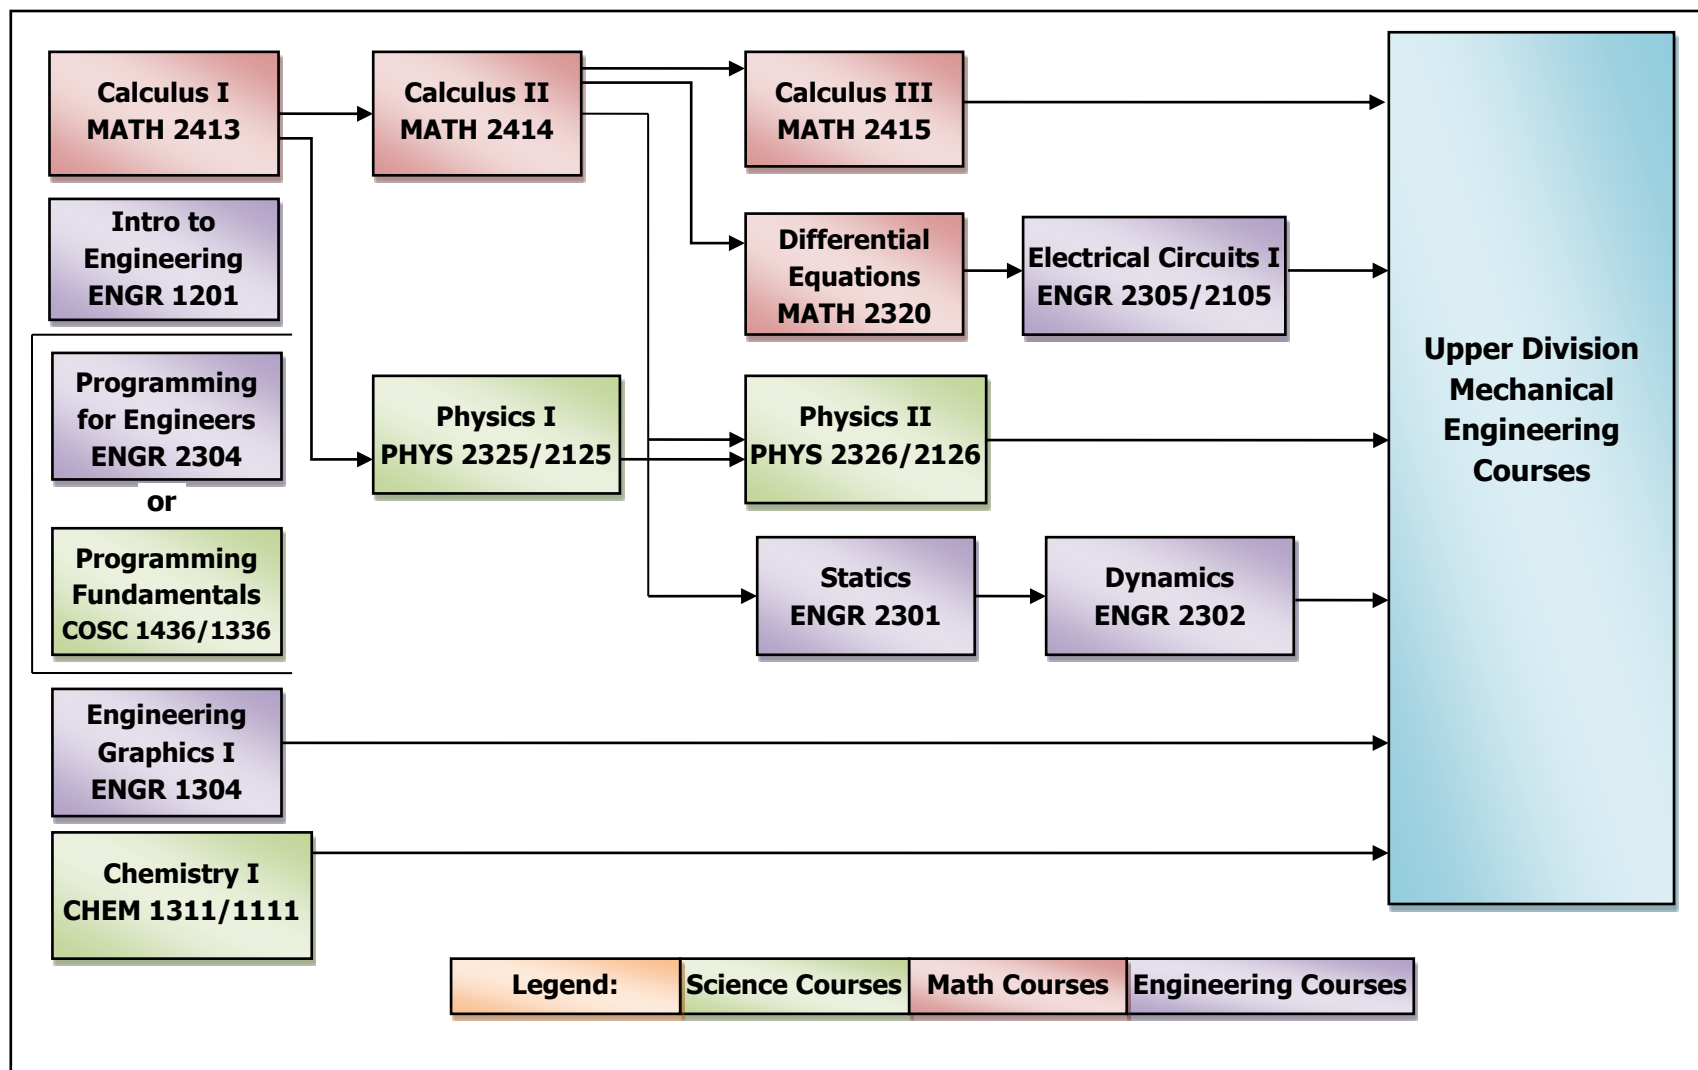 Calculus I
MATH 2413
Calculus II
MATH 2414
Calculus III
MATH 2415
Intro to
Engineering
ENGR 1201
Differential
Equations
MATH 2320
Electrical Circuits I
ENGR 2305/2105
Programming
for Engineers
ENGR 2304
or
Programming
Fundamentals
COSC 1436/1336
Physics I
PHYS 2325/2125
Physics II
PHYS 2326/2126
Statics
ENGR 2301
Dynamics
ENGR 2302
Engineering
Graphics I
ENGR 1304
Chemistry I
CHEM 1311/1111
Upper Division
Mechanical
Engineering
Courses
Legend:
Science Courses
Math Courses
Engineering Courses